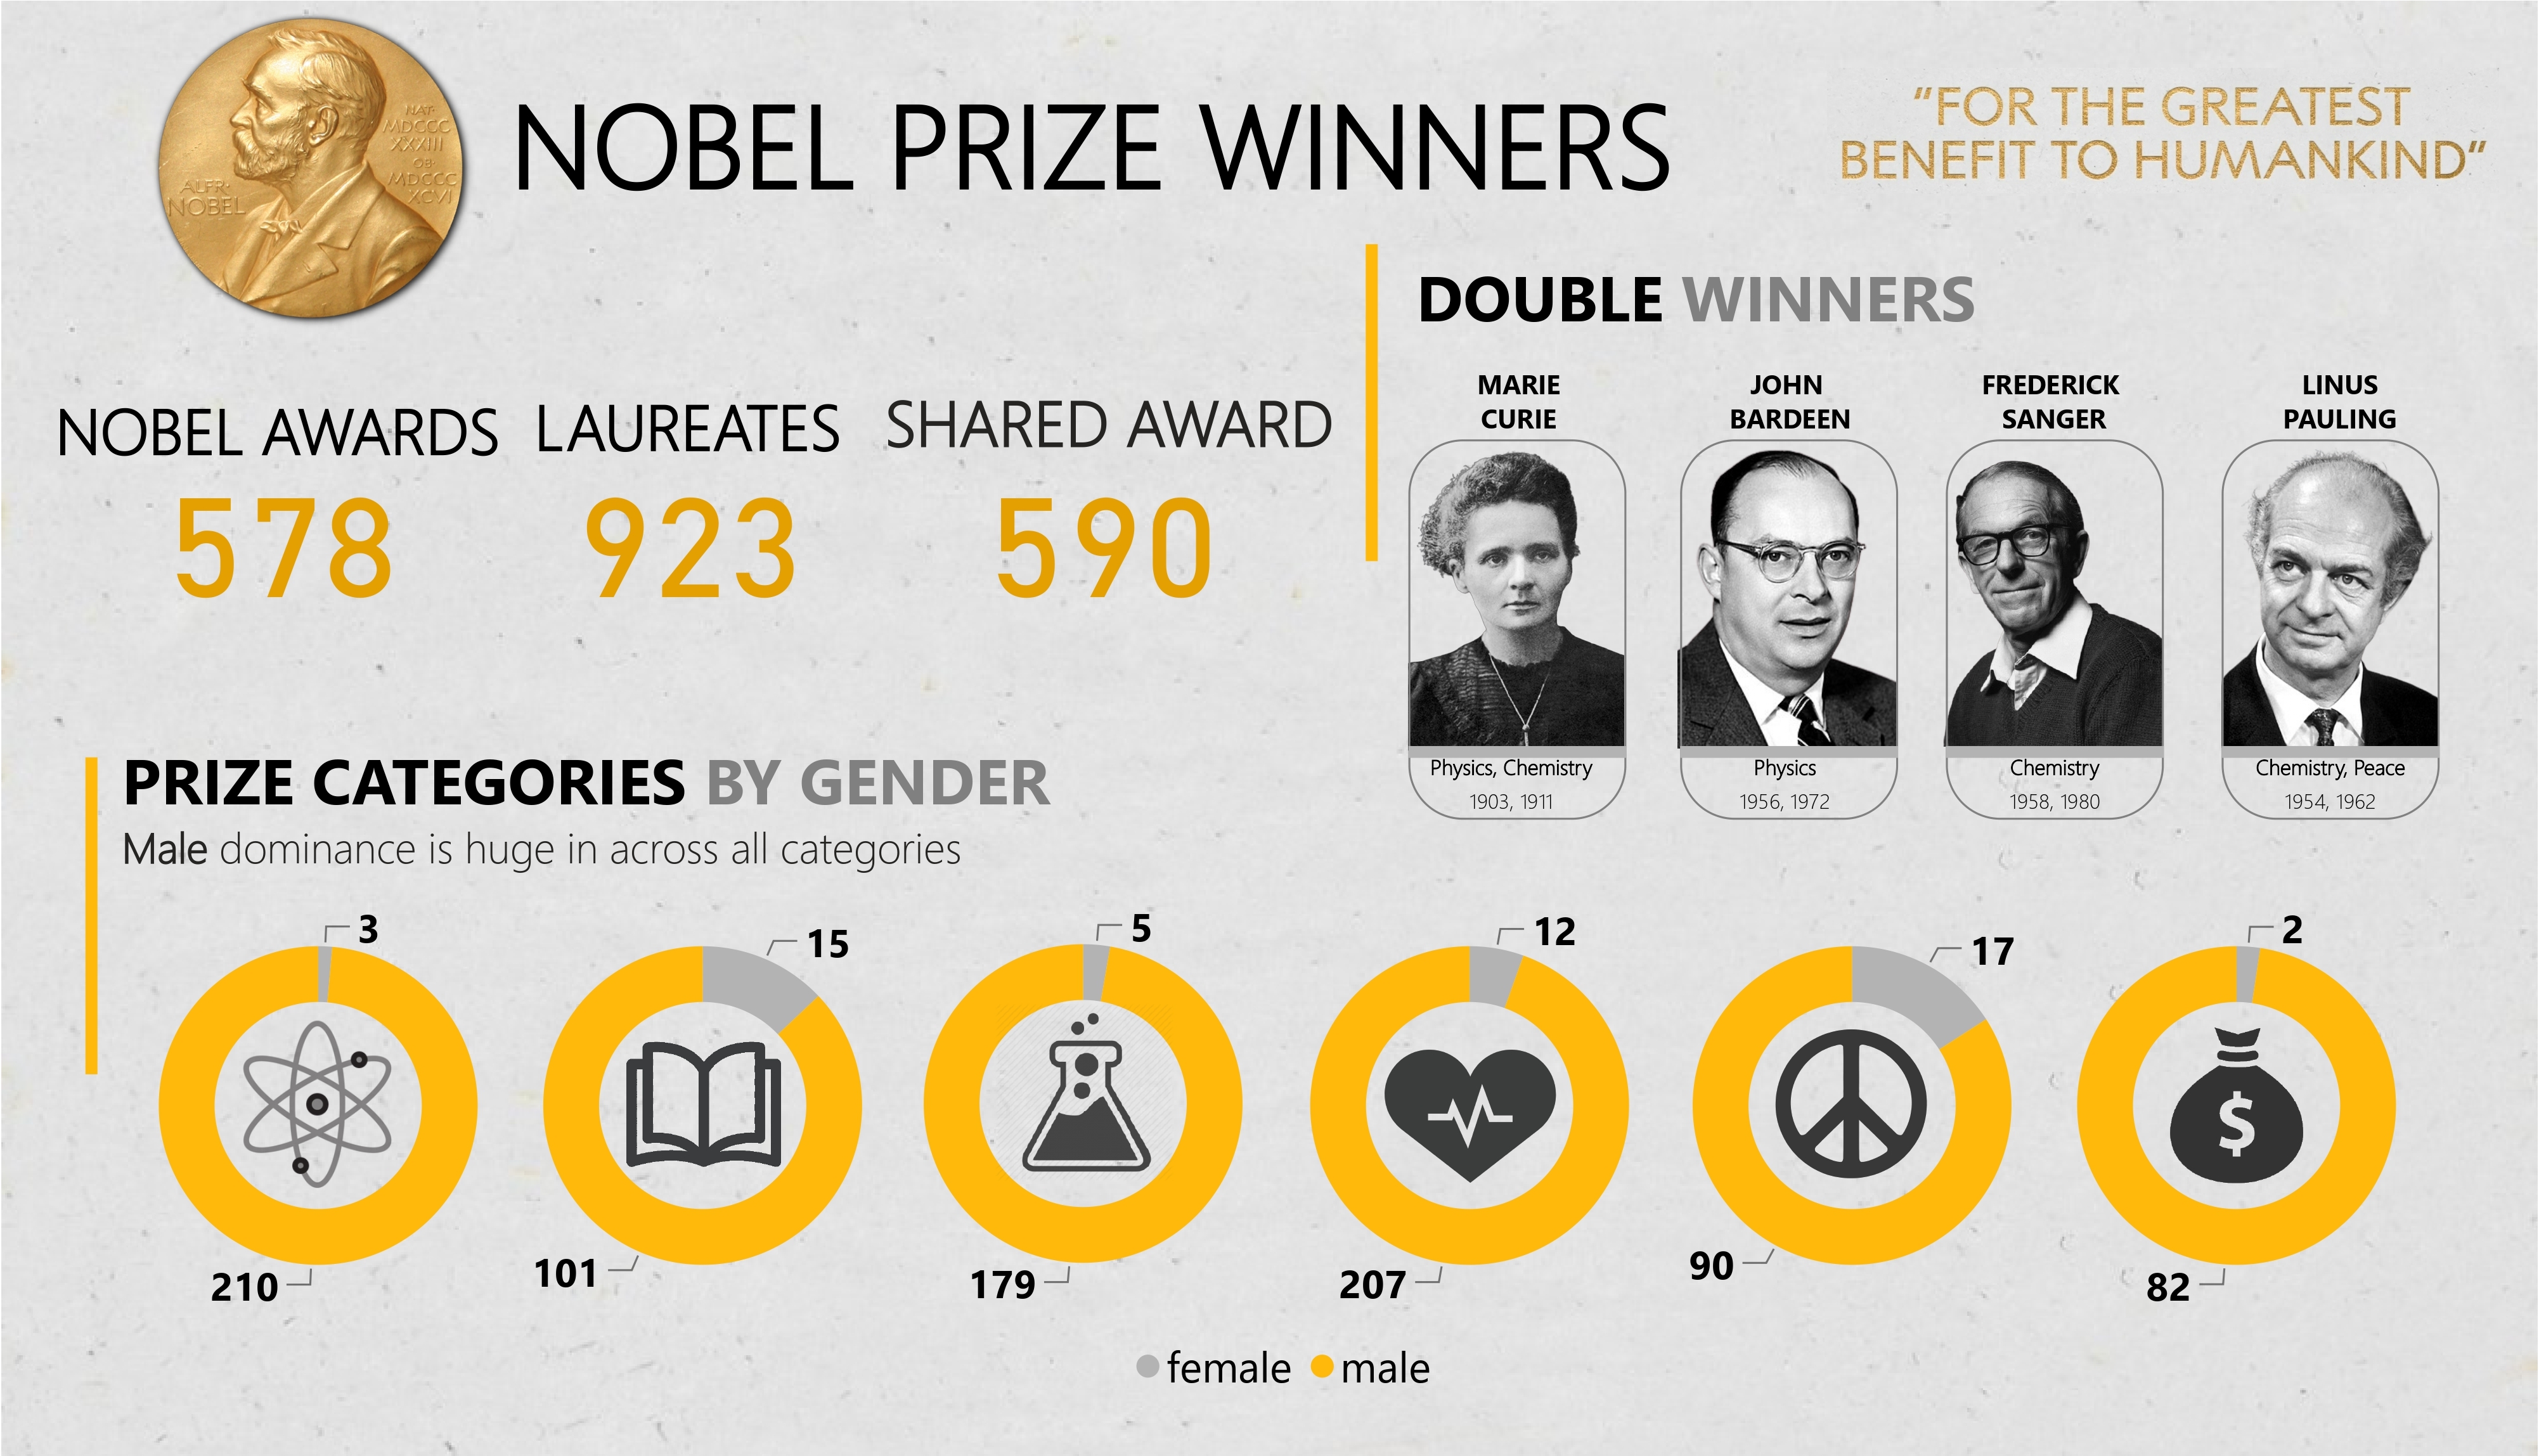 ALFR·
NOBEL
NAT·
MDCCC
XXXIII
OB·
MDCCC
XCVI
NOBEL PRIZE WINNERS
“FOR THE GREATEST
BENEFIT TO HUMANKIND”
NOBEL AWARDS
578
LAUREATES
923
SHARED AWARD
590
DOUBLE WINNERS
MARIE
CURIE
Physics, Chemistry
1903, 1911
JOHN
BARDEEN
Physics
1956, 1972
FREDERICK
SANGER
Chemistry
1958, 1980
LINUS
PAULING
Chemistry, Peace
1954, 1962
PRIZE CATEGORIES BY GENDER
Male dominance is huge in across all categories
3
210
15
101
5
179
12
207
17
90
2
$
82
female male